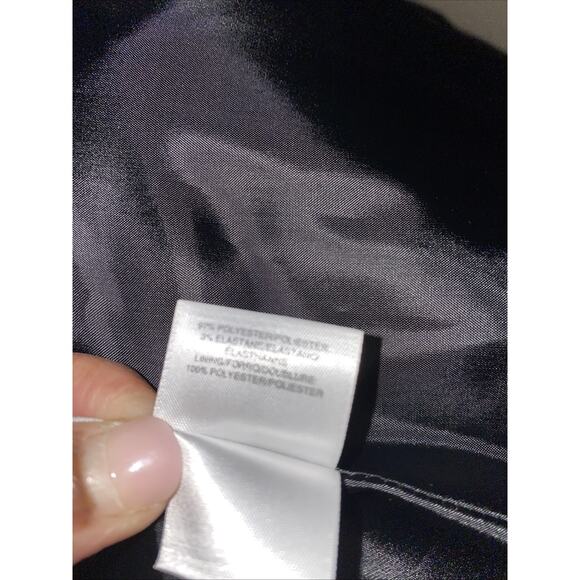 97% POLYESTER/POLIESTER
3% ELASTANE/ELASTANO
ELASTHANNE
LINING/FORRO/DOUBLURE
100% POLYESTER/POLIESTER